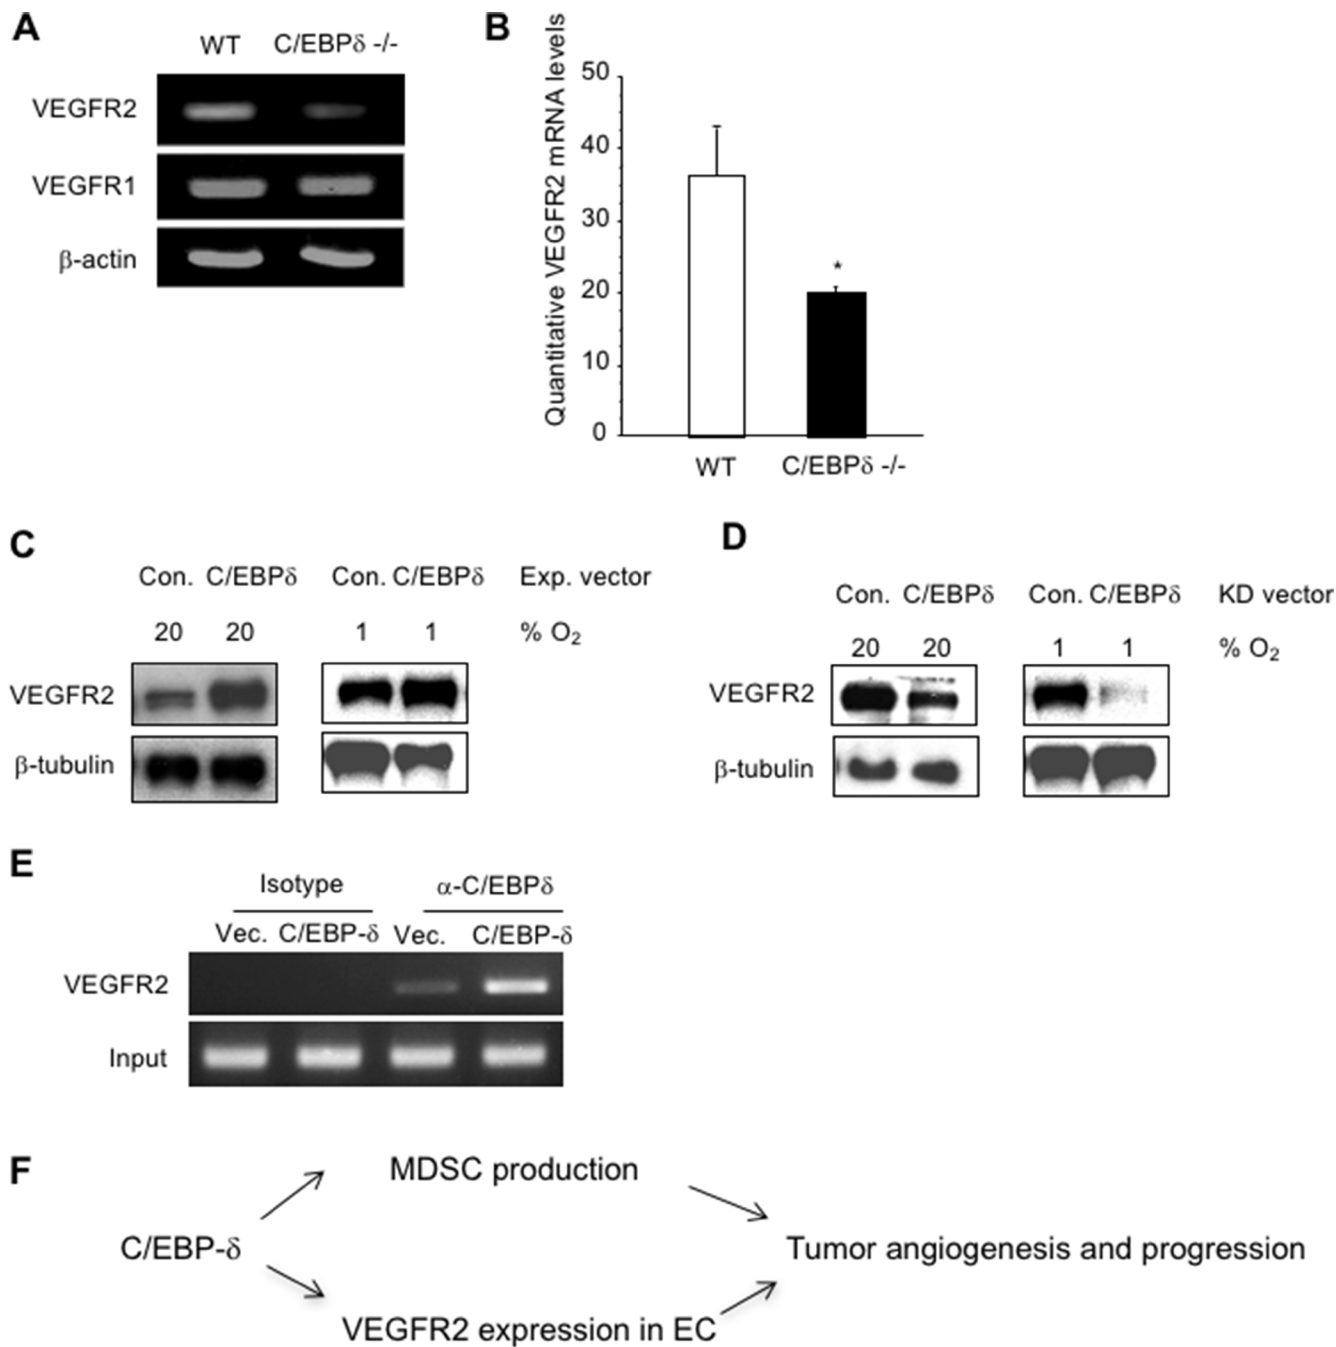 A
WT C/EBPδ -/-
VEGFR2
VEGFR1
β-actin
B
Quantitative VEGFR2 mRNA levels
50
40
30
20
10
0
*
WT C/EBPδ -/-
C
Con. C/EBPδ Con. C/EBPδ Exp. vector
20 20 1 1 % O₂
VEGFR2
β-tubulin
D
Con. C/EBPδ Con. C/EBPδ KD vector
20 20 1 1 % O₂
VEGFR2
β-tubulin
E
Isotype α-C/EBPδ
Vec. C/EBP-δ Vec. C/EBP-δ
VEGFR2
Input
F
MDSC production
C/EBP-δ
Tumor angiogenesis and progression
VEGFR2 expression in EC